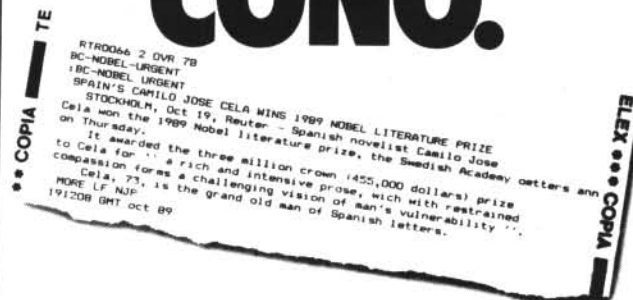 COÑO.
TE
** COPIA
RTR0066 2 OVR 78
BC-NOBEL-URGENT
:BC-NOBEL URGENT
SPAIN'S CAMILO JOSE CELA WINS 1989 NOBEL LITERATURE PRIZE
STOCKHOLM, Oct 19, Reuter - Spanish novelist Camilo Jose
Cela won the 1989 Nobel literature prize, the Swedish Academy oetters ann
on Thursday.
It awarded the three million crown (455,000 dollars) prize
to Cela for '' a rich and intensive prose, wich with restrained
compassion forms a challenging vision of man's vulnerability ''.
Cela, 73, is the grand old man of Spanish letters.
MORE LF NJP
191208 GMT oct 89
ELEX *** COPIA